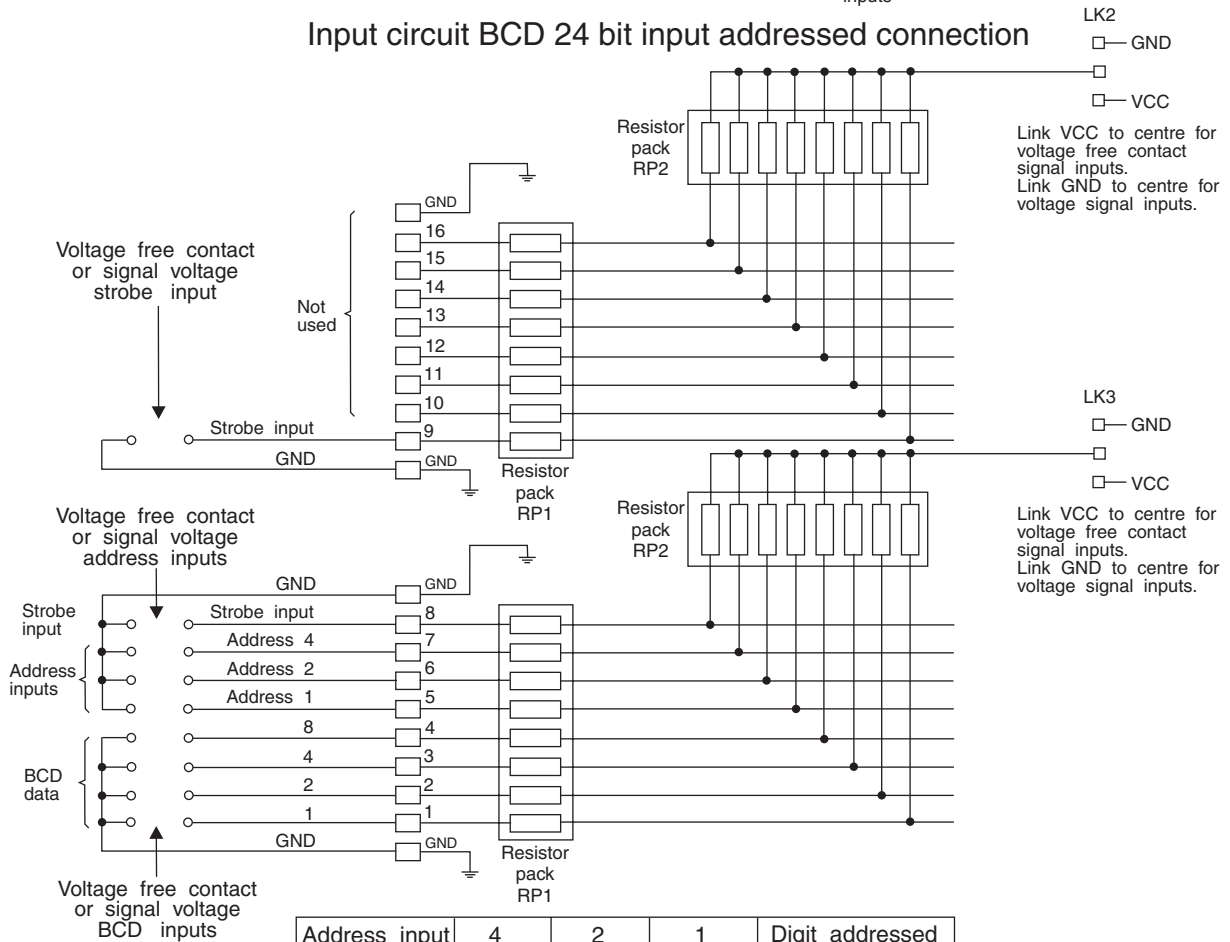 inputs
Input circuit BCD 24 bit input addressed connection
LK2
GND
VCC
Link VCC to centre for
voltage free contact
signal inputs.
Link GND to centre for
voltage signal inputs.
Resistor
pack
RP2
GND
16
15
14
13
12
11
10
9
GND
Voltage free contact
or signal voltage
strobe input
Not
used
Strobe input
GND
Resistor
pack
RP1
LK3
GND
VCC
Link VCC to centre for
voltage free contact
signal inputs.
Link GND to centre for
voltage signal inputs.
Resistor
pack
RP2
Voltage free contact
or signal voltage
address inputs
GND
GND
Strobe
input
Strobe input
8
Address
inputs
Address 4
7
Address 2
6
Address 1
5
BCD
data
8
4
4
3
2
2
1
1
GND
GND
Resistor
pack
RP1
Voltage free contact
or signal voltage
BCD inputs
Address input 4 2 1 Digit addressed